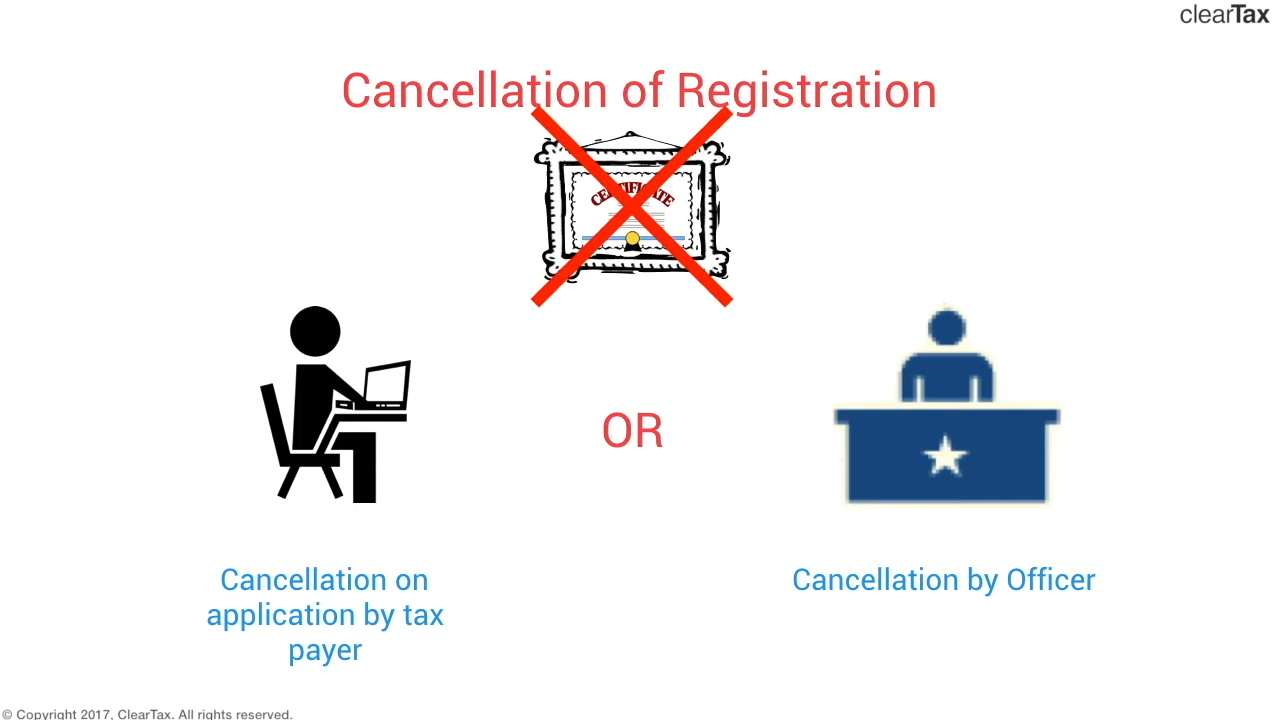 clearTax
Cancellation of Registration
CERTIFICATE
OR
Cancellation on
application by tax
payer
Cancellation by Officer
© Copyright 2017, ClearTax. All rights reserved.